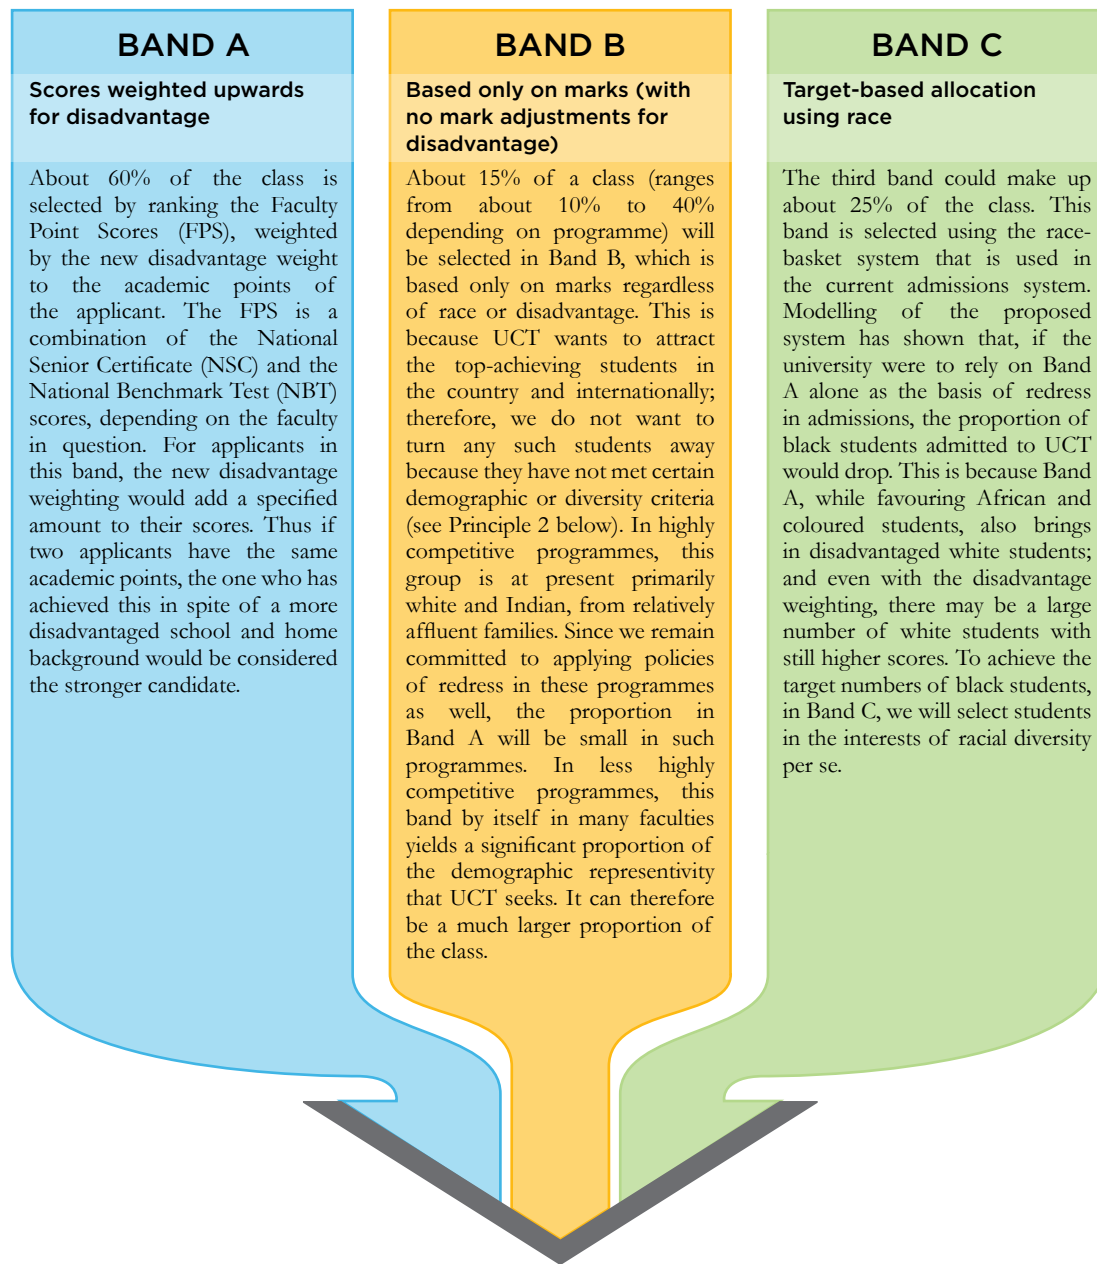 BAND A
Scores weighted upwards
for disadvantage
About 60% of the class is
selected by ranking the Faculty
Point Scores (FPS), weighted
by the new disadvantage weight
to the academic points of
the applicant. The FPS is a
combination of the National
Senior Certificate (NSC) and the
National Benchmark Test (NBT)
scores, depending on the faculty
in question. For applicants in
this band, the new disadvantage
weighting would add a specified
amount to their scores. Thus if
two applicants have the same
academic points, the one who has
achieved this in spite of a more
disadvantaged school and home
background would be considered
the stronger candidate.
BAND B
Based only on marks (with
no mark adjustments for
disadvantage)
About 15% of a class (ranges
from about 10% to 40%
depending on programme) will
be selected in Band B, which is
based only on marks regardless
of race or disadvantage. This is
because UCT wants to attract
the top-achieving students in
the country and internationally;
therefore, we do not want to
turn any such students away
because they have not met certain
demographic or diversity criteria
(see Principle 2 below). In highly
competitive programmes, this
group is at present primarily
white and Indian, from relatively
affluent families. Since we remain
committed to applying policies
of redress in these programmes
as well, the proportion in
Band A will be small in such
programmes. In less highly
competitive programmes, this
band by itself in many faculties
yields a significant proportion of
the demographic representivity
that UCT seeks. It can therefore
be a much larger proportion of
the class.
BAND C
Target-based allocation
using race
The third band could make up
about 25% of the class. This
band is selected using the race-
basket system that is used in
the current admissions system.
Modelling of the proposed
system has shown that, if the
university were to rely on Band
A alone as the basis of redress
in admissions, the proportion of
black students admitted to UCT
would drop. This is because Band
A, while favouring African and
coloured students, also brings
in disadvantaged white students;
and even with the disadvantage
weighting, there may be a large
number of white students with
still higher scores. To achieve the
target numbers of black students,
in Band C, we will select students
in the interests of racial diversity
per se.